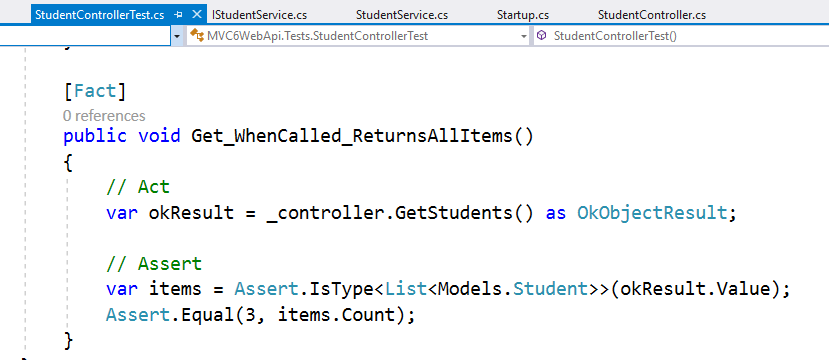 StudentControllerTest.cs IStudentService.cs StudentService.cs Startup.cs StudentController.cs
MVC6WebApi.Tests.StudentControllerTest StudentControllerTest()
[Fact]
0 references
public void Get_WhenCalled_ReturnsAllItems()
{
// Act
var okResult = _controller.GetStudents() as OkObjectResult;
// Assert
var items = Assert.IsType<List<Models.Student>>(okResult.Value);
Assert.Equal(3, items.Count);
}